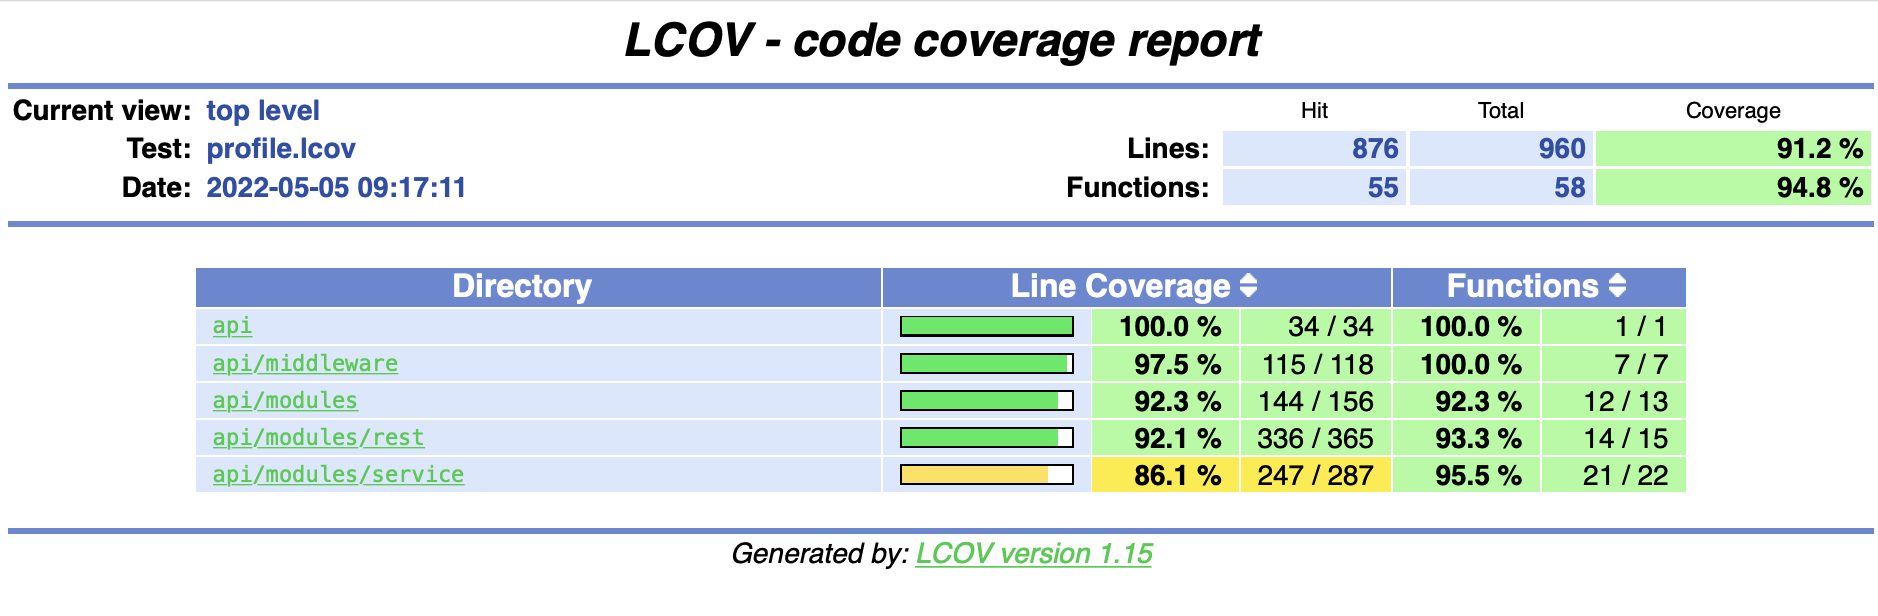 LCOV - code coverage report
Current view: top level
Hit Total Coverage
Test: profile.lcov
Lines: 876 960 91.2 %
Date: 2022-05-05 09:17:11
Functions: 55 58 94.8 %
Directory Line Coverage Functions
api 100.0 % 34 / 34 100.0 % 1 / 1
api/middleware 97.5 % 115 / 118 100.0 % 7 / 7
api/modules 92.3 % 144 / 156 92.3 % 12 / 13
api/modules/rest 92.1 % 336 / 365 93.3 % 14 / 15
api/modules/service 86.1 % 247 / 287 95.5 % 21 / 22
Generated by: LCOV version 1.15